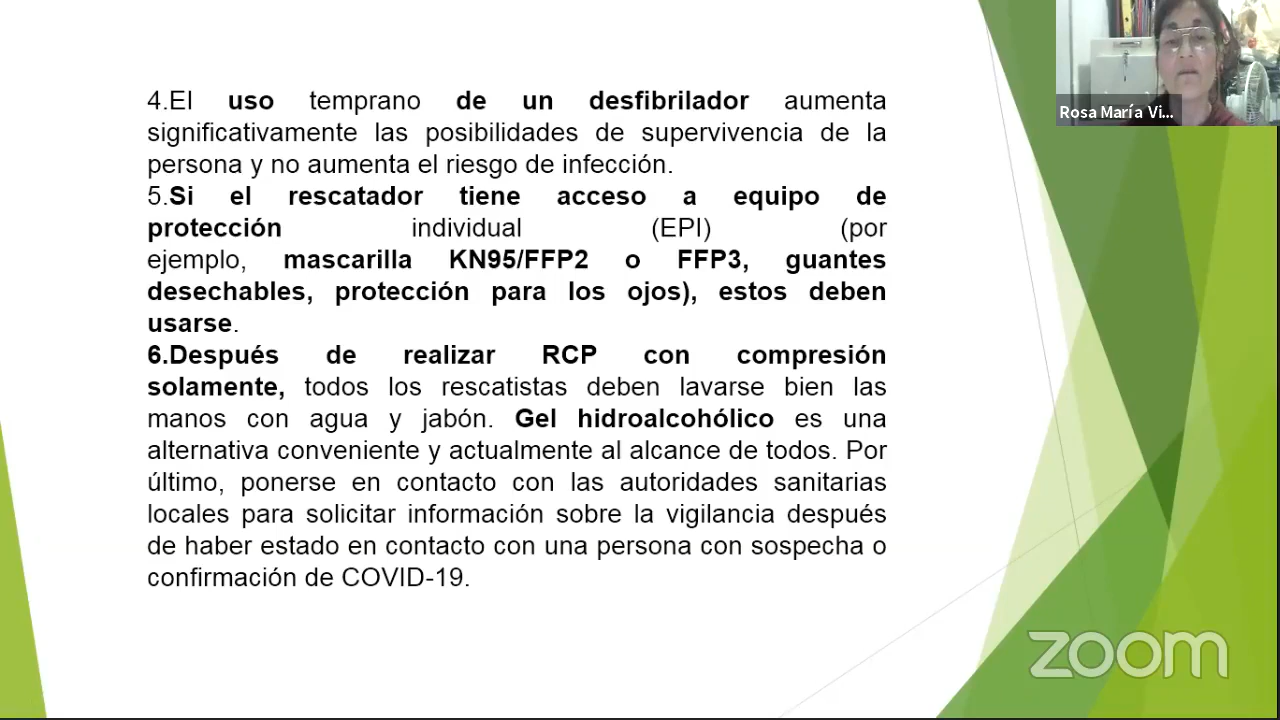 4.El uso temprano de un desfibrilador aumenta
significativamente las posibilidades de supervivencia de la
persona y no aumenta el riesgo de infección.
5.Si el rescatador tiene acceso a equipo de
protección individual (EPI) (por
ejemplo, mascarilla KN95/FFP2 o FFP3, guantes
desechables, protección para los ojos), estos deben
usarse.
6.Después de realizar RCP con compresión
solamente, todos los rescatistas deben lavarse bien las
manos con agua y jabón. Gel hidroalcohólico es una
alternativa conveniente y actualmente al alcance de todos. Por
último, ponerse en contacto con las autoridades sanitarias
locales para solicitar información sobre la vigilancia después
de haber estado en contacto con una persona con sospecha o
confirmación de COVID-19.
Rosa María Vi...
zoom